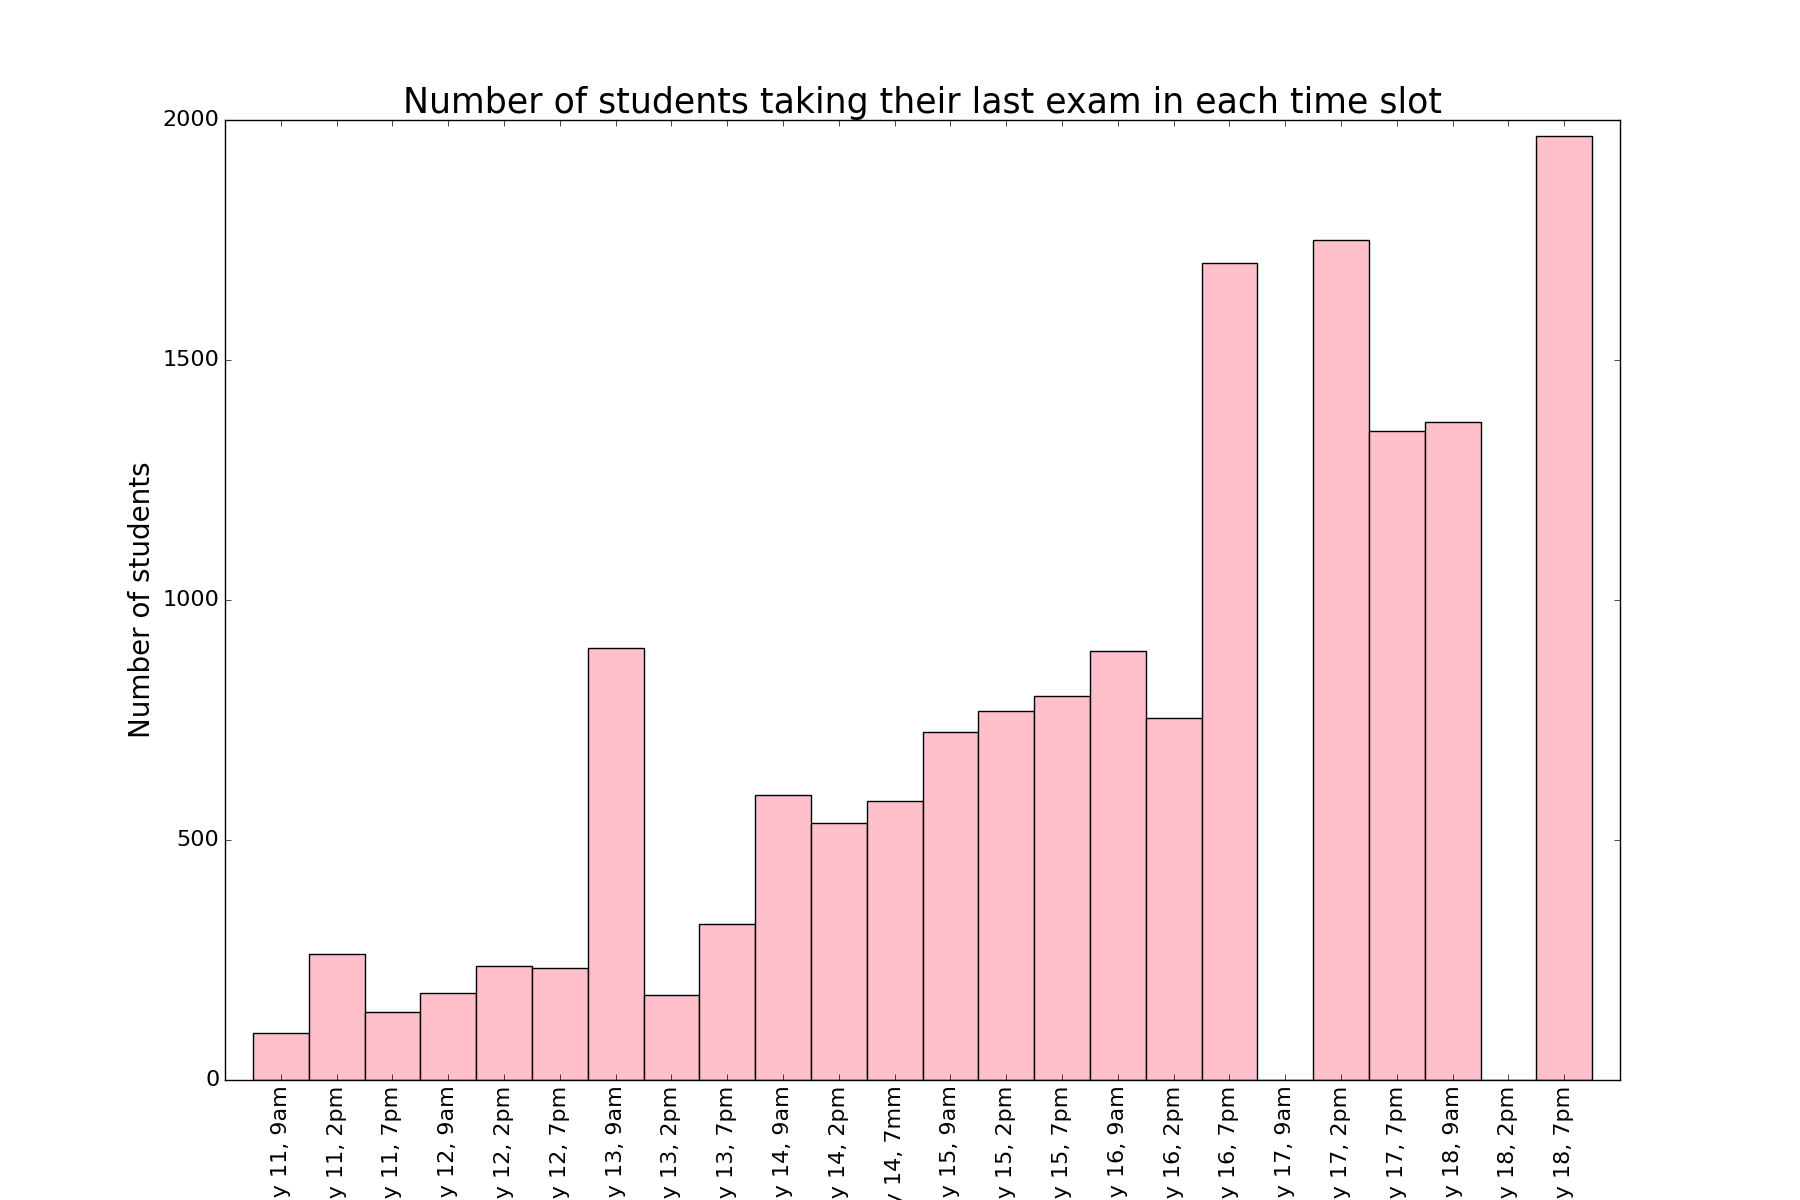 Number of students taking their last exam in each time slot
Number of students
2000
1500
1000
500
0
y 11, 9am
y 11, 2pm
y 11, 7pm
y 12, 9am
y 12, 2pm
y 12, 7pm
y 13, 9am
y 13, 2pm
y 13, 7pm
y 14, 9am
y 14, 2pm
y 14, 7mm
y 15, 9am
y 15, 2pm
y 15, 7pm
y 16, 9am
y 16, 2pm
y 16, 7pm
y 17, 9am
y 17, 2pm
y 17, 7pm
y 18, 9am
y 18, 2pm
y 18, 7pm